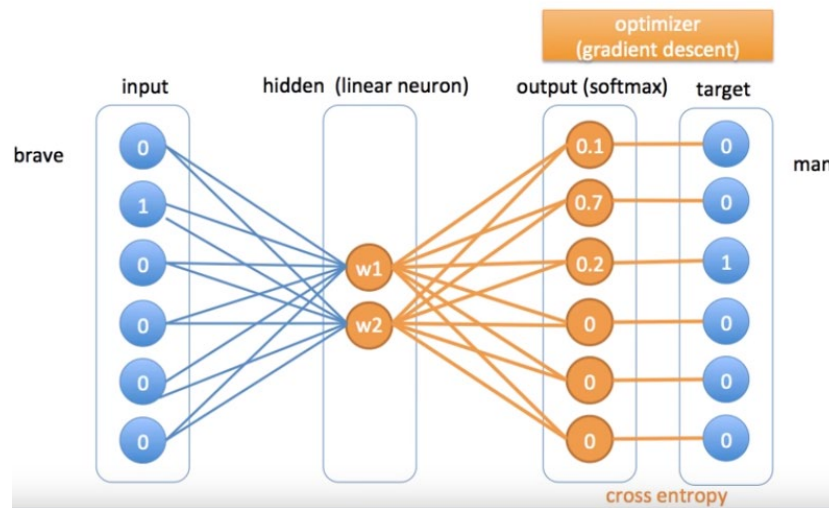 optimizer
(gradient descent)
input
hidden (linear neuron)
output (softmax)
target
brave
man
0
1
0
0
0
0
w1
w2
0.1
0.7
0.2
0
0
0
0
0
1
0
0
0
cross entropy